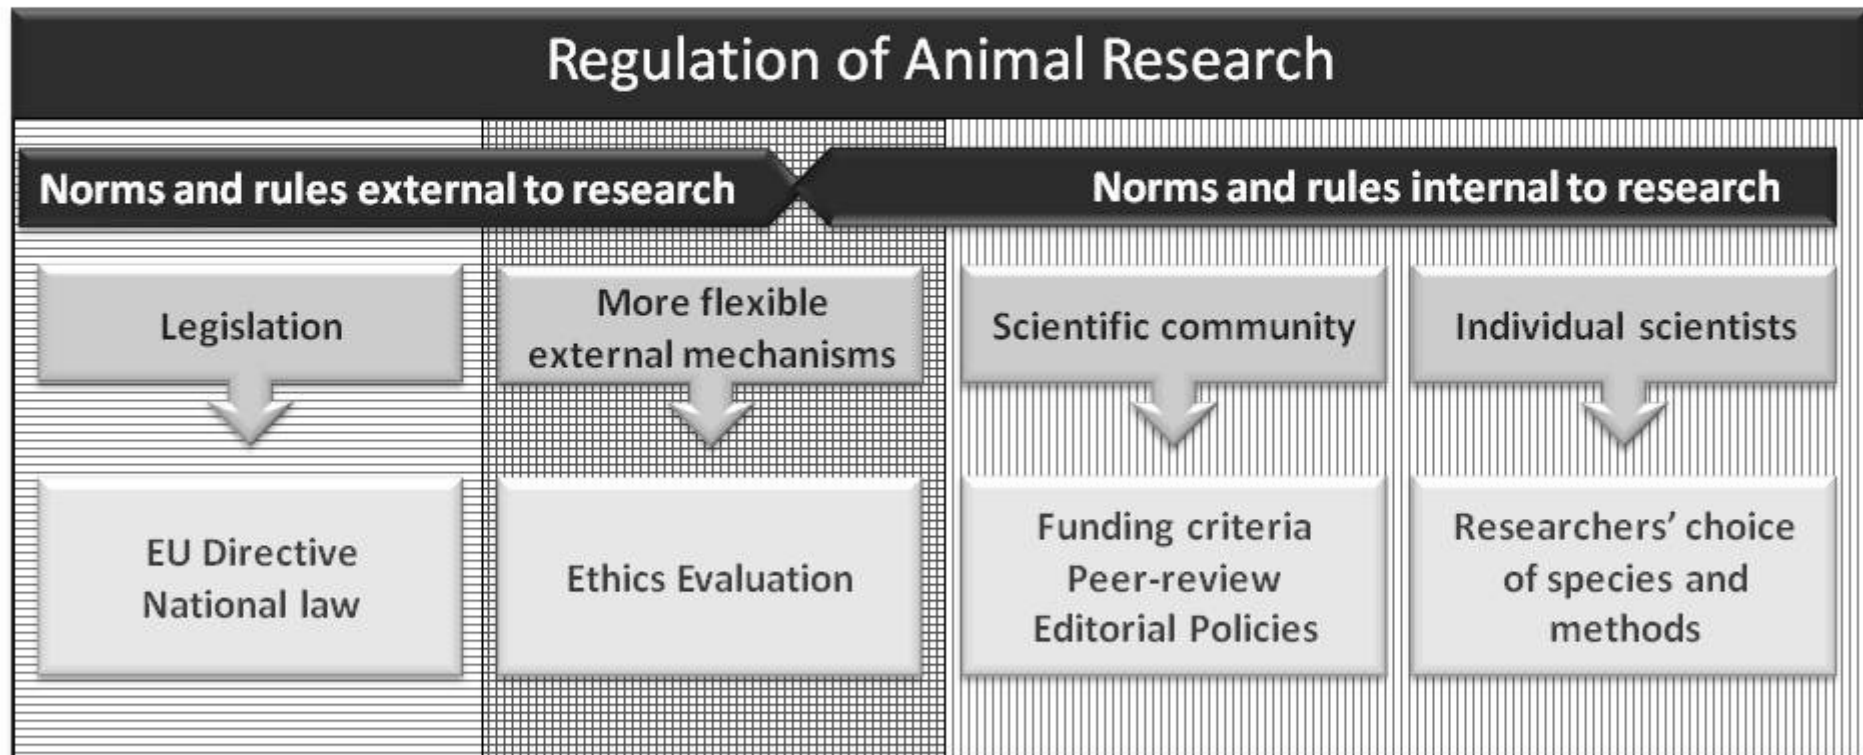 Regulation of Animal Research
Norms and rules external to research
Norms and rules internal to research
Legislation
More flexible
external mechanisms
Scientific community
Individual scientists
EU Directive
National law
Ethics Evaluation
Funding criteria
Peer-review
Editorial Policies
Researchers’ choice
of species and
methods